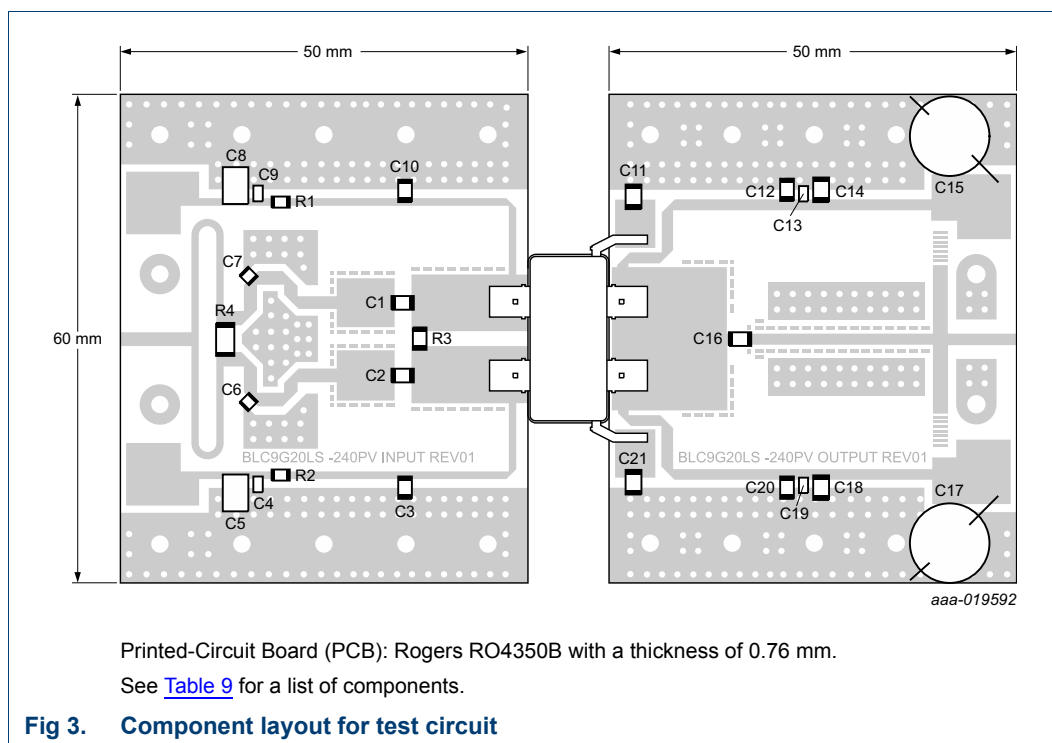 50 mm
50 mm
C8
C9
C10
R1
C11
C12
C14
C15
C13
C7
R4
C1
60 mm
R3
C16
C2
C6
BLC9G20LS -240PV INPUT REV01
BLC9G20LS -240PV OUTPUT REV01
R2
C21
C5
C4
C3
C20
C18
C17
C19
aaa-019592
Printed-Circuit Board (PCB): Rogers RO4350B with a thickness of 0.76 mm.
See Table 9 for a list of components.
Fig 3. Component layout for test circuit